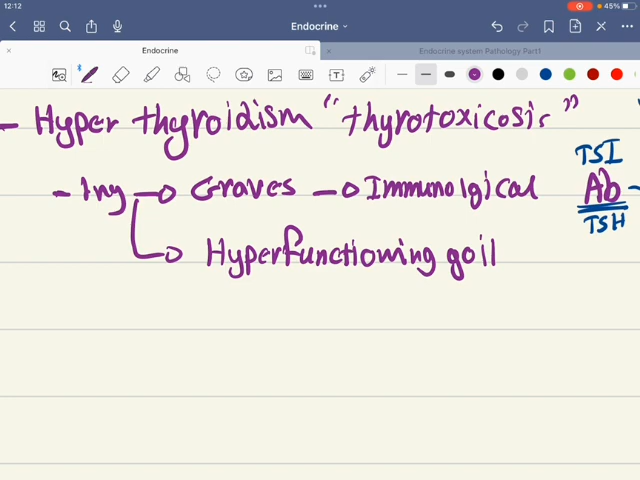 12:12
45%
Endocrine
Endocrine
Endocrine system Pathology Part1
- Hyper thyroidism "thyrotoxicosis"
TSI
- Ing Graves Immunolgical Ab
TSH
Hyperfunctioning goil